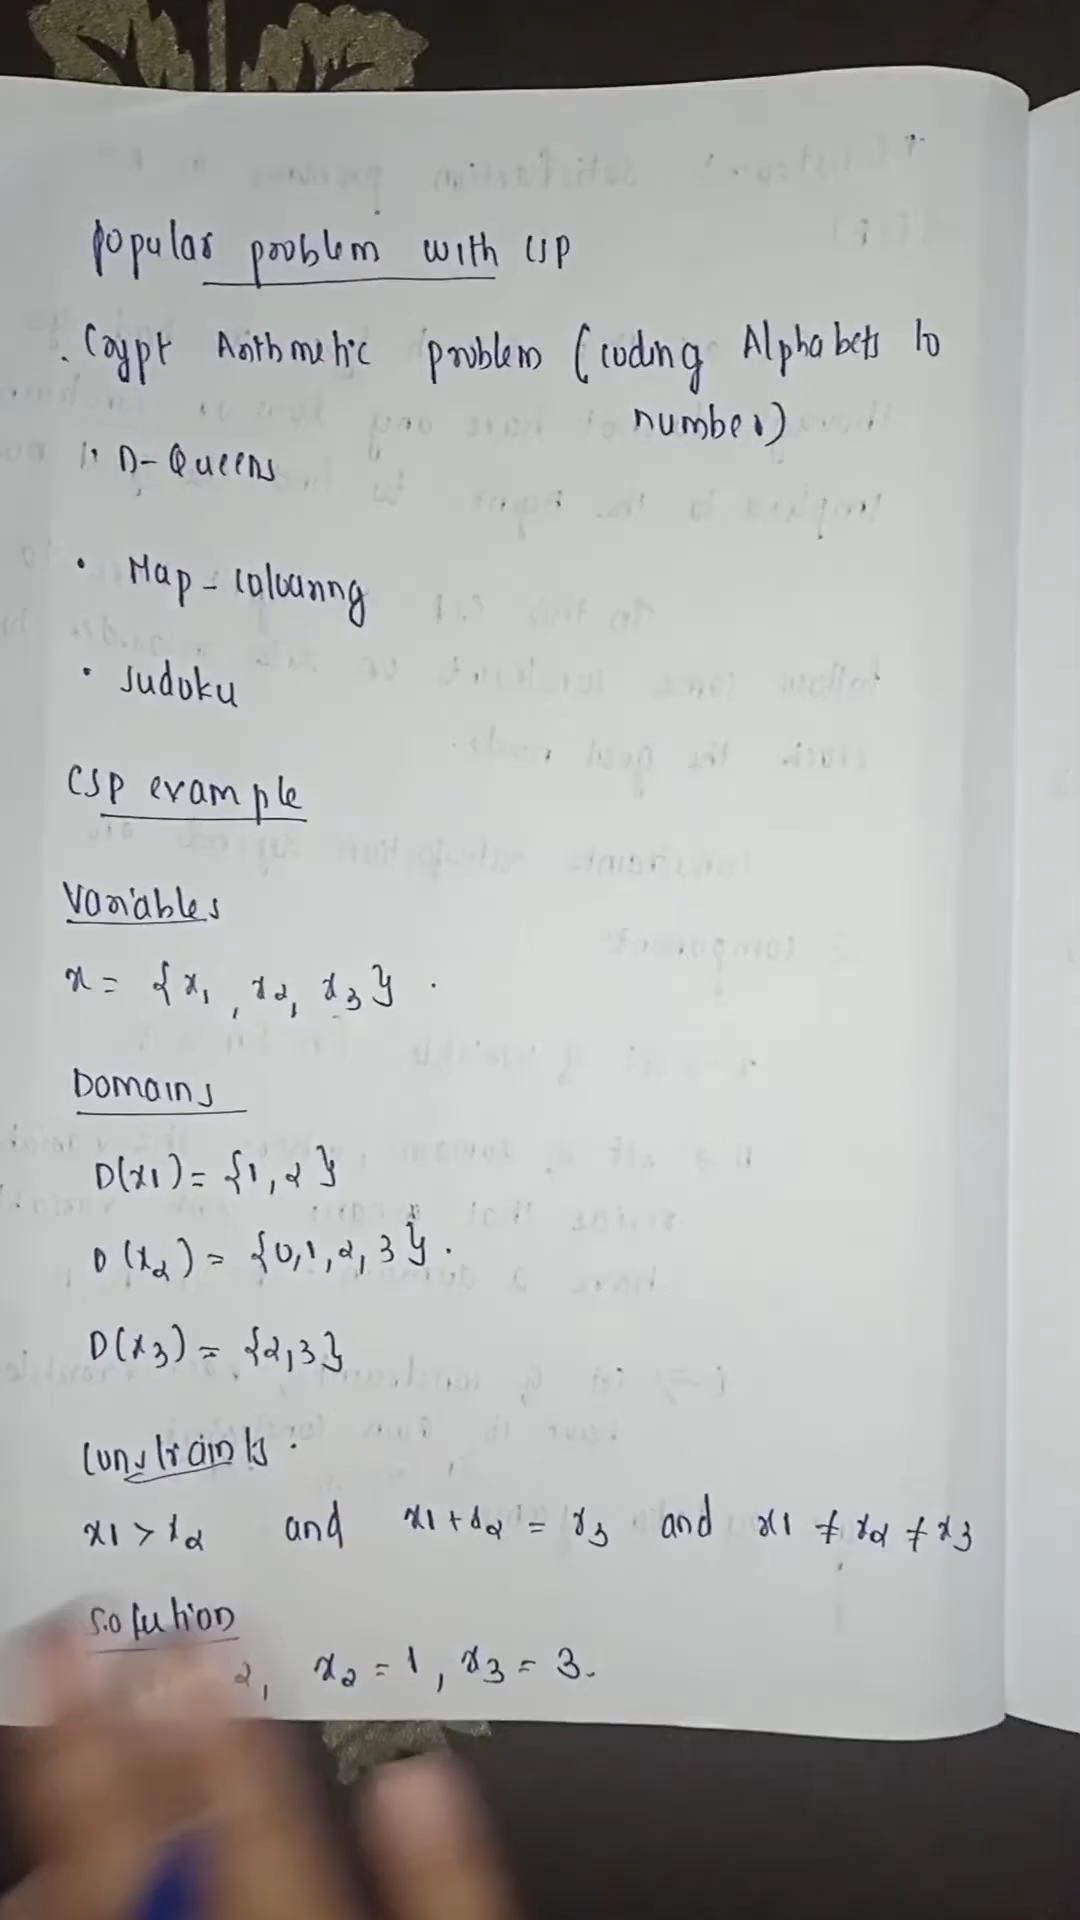 popular problem with CSP
. Crypt Arithmetic problem (coding Alphabets to
number)
N-Queens
• Map-colouring
• Sudoku
CSP example
Variables
x = {x1, x2, x3}.
Domains
D(x1) = {1,2}
D(x2) = {0,1,2,3}.
D(x3) = {2,3}
Constraints.
x1 > x2 and x1 + x2 = x3 and x1 ≠ x2 ≠ x3
Solution
2, x2 = 1, x3 = 3.